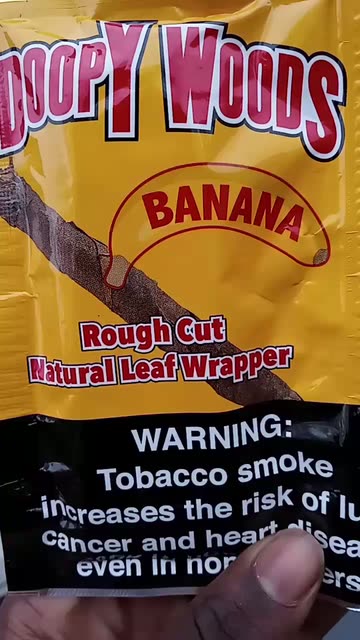 DOOPY WOODS
BANANA
Rough Cut
Natural Leaf Wrapper
WARNING:
Tobacco smoke
increases the risk of
cancer and heart
even in